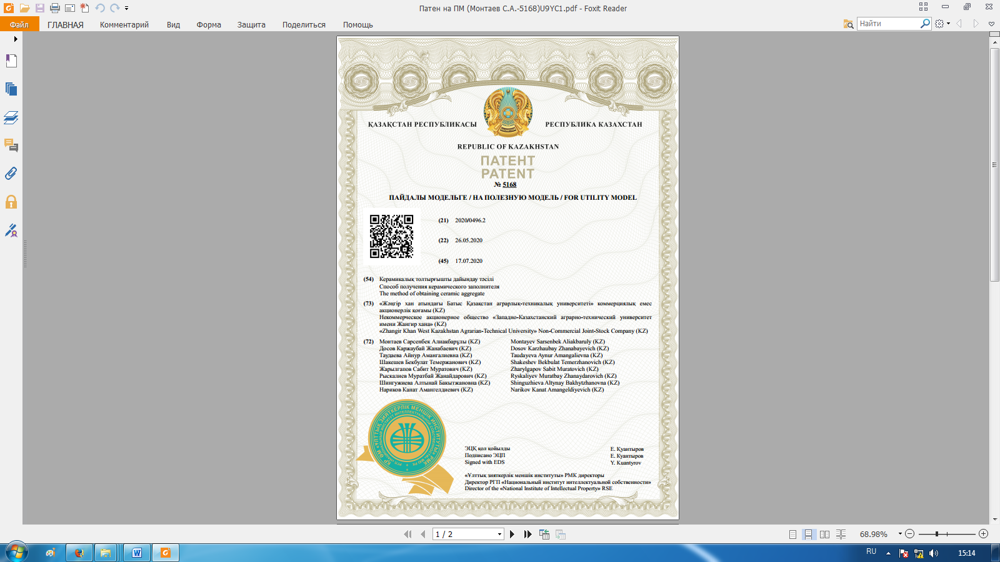 Патен на ПМ (Монтаев С.А.-5168)U9YC1.pdf - Foxit Reader
Файл ГЛАВНАЯ Комментарий Вид Форма Защита Поделиться Помощь Найти
ҚАЗАҚСТАН РЕСПУБЛИКАСЫ РЕСПУБЛИКА КАЗАХСТАН
REPUBLIC OF KAZAKHSTAN
ПАТЕНТ
PATENT
№ 5168
ПАЙДАЛЫ МОДЕЛЬГЕ / НА ПОЛЕЗНУЮ МОДЕЛЬ / FOR UTILITY MODEL
(21) 2020/0496.2
(22) 26.05.2020
(45) 17.07.2020
(54) Керамикалық толтырғышты дайындау тәсілі
Способ получения керамического заполнителя
The method of obtaining ceramic aggregate
(73) «Жәңгір хан атындағы Батыс Қазақстан аграрлық-техникалық университеті» коммерциялық емес
акционерлік қоғамы (KZ)
Некоммерческое акционерное общество «Западно-Казахстанский аграрно-технический университет
имени Жангир хана» (KZ)
«Zhangir Khan West Kazakhstan Agrarian-Technical University» Non-Commercial Joint-Stock Company (KZ)
(72) Монтаев Сарсенбек Алиакбарұлы (KZ) Montayev Sarsenbek Aliakbaruly (KZ)
Досов Каржаубай Жанабаевич (KZ) Dosov Karzhaubay Zhanabayevich (KZ)
Таудаева Айнур Амангалиевна (KZ) Taudayeva Aynur Amangalievna (KZ)
Шакешев Бекбулат Темержанович (KZ) Shakeshev Bekbulat Temerzhanovich (KZ)
Жарылгапов Сабит Муратович (KZ) Zharylgapov Sabit Muratovich (KZ)
Рыскалиев Муратбай Жанайдарович (KZ) Ryskaliyev Muratbay Zhanaydarovich (KZ)
Шингужиева Алтынай Бакытжановна (KZ) Shinguzhieva Altynay Bakhytzhanovna (KZ)
Нариков Канат Амангелдиевич (KZ) Narikov Kanat Amangeldiyevich (KZ)
ҚР ӘМ «ҰЛТТЫҚ ЗИЯТКЕРЛІК МЕНШІК ИНСТИТУТЫ» РМК
ЭЦҚ қол қойылды Е. Қуантыров
Подписано ЭЦП Е. Куантыров
Signed with EDS Y. Kuantyrov
«Ұлттық зияткерлік меншік институты» РМК директоры
Директор РГП «Национальный институт интеллектуальной собственности»
Director of the «National Institute of Intellectual Property» RSE
1 / 2
68.98%
RU
15:14